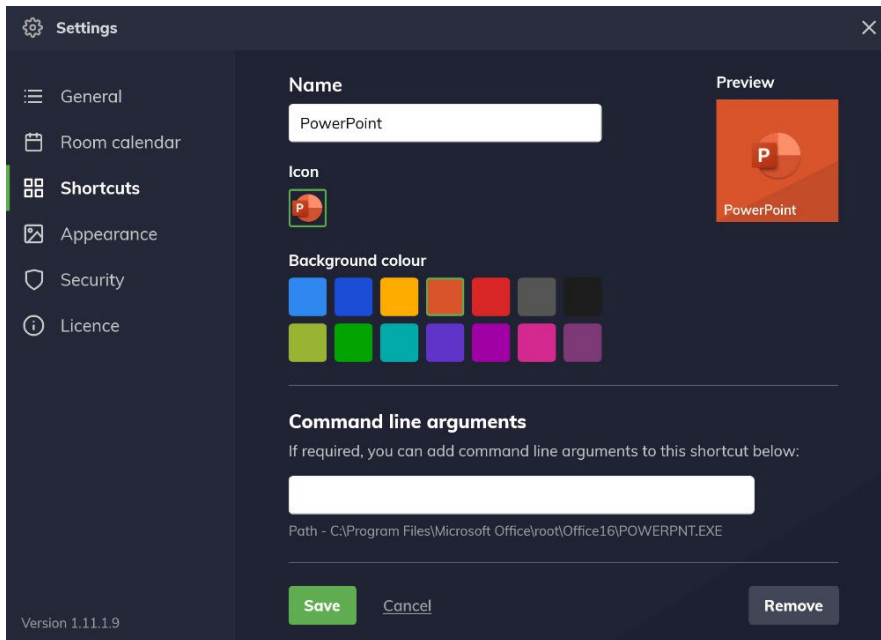 Settings
General
Room calendar
Shortcuts
Appearance
Security
Licence
Version 1.11.1.9
Name
PowerPoint
Icon
P
Background colour
Preview
P
PowerPoint
Command line arguments
If required, you can add command line arguments to this shortcut below:
Path - C:\Program Files\Microsoft Office\root\Office16\POWERPNT.EXE
Save
Cancel
Remove